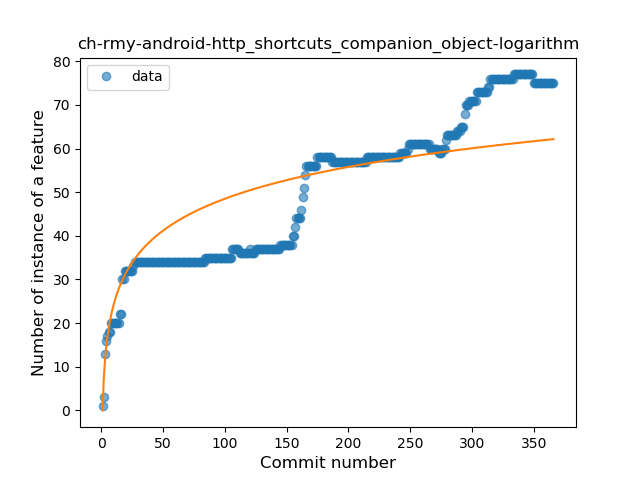 ch-rmy-android-http_shortcuts_companion_object-logarithm
data
Number of instance of a feature
80
70
60
50
40
30
20
10
0
0 50 100 150 200 250 300 350
Commit number